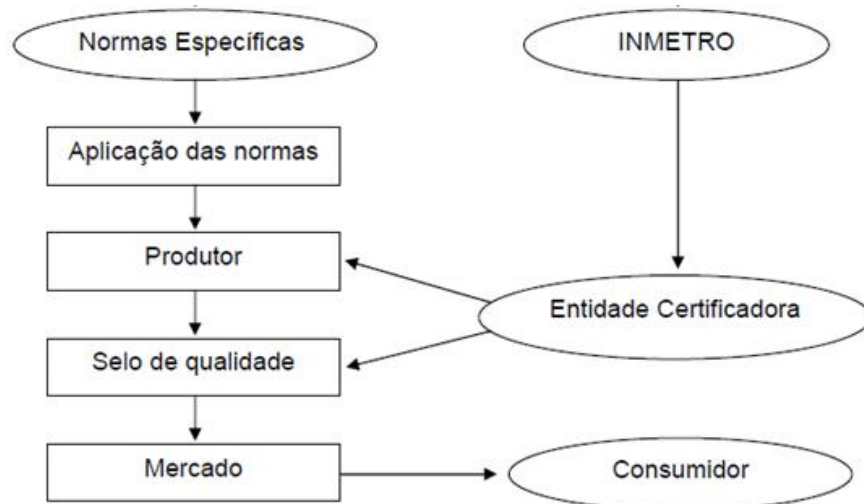 Normas Específicas
INMETRO
Aplicação das normas
Produtor
Entidade Certificadora
Selo de qualidade
Mercado
Consumidor